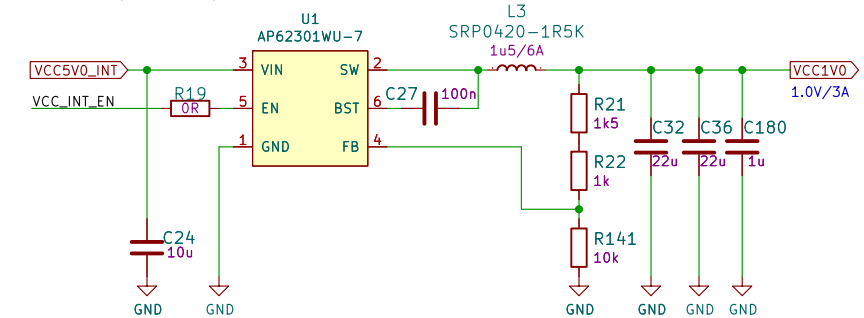 L3
U1
SRP0420-1R5K
AP62301WU-7
1u5/6A
VCC5V0_INT
3
VIN
SW
2
VCC1V0
1.0V/3A
C27
100n
R19
0R
VCC_INT_EN
5
EN
BST
6
R21
1k5
C32
22u
C36
22u
C180
1u
1
GND
FB
4
R22
1k
C24
10u
R141
10k
GND
GND
GND
GND
GND
GND